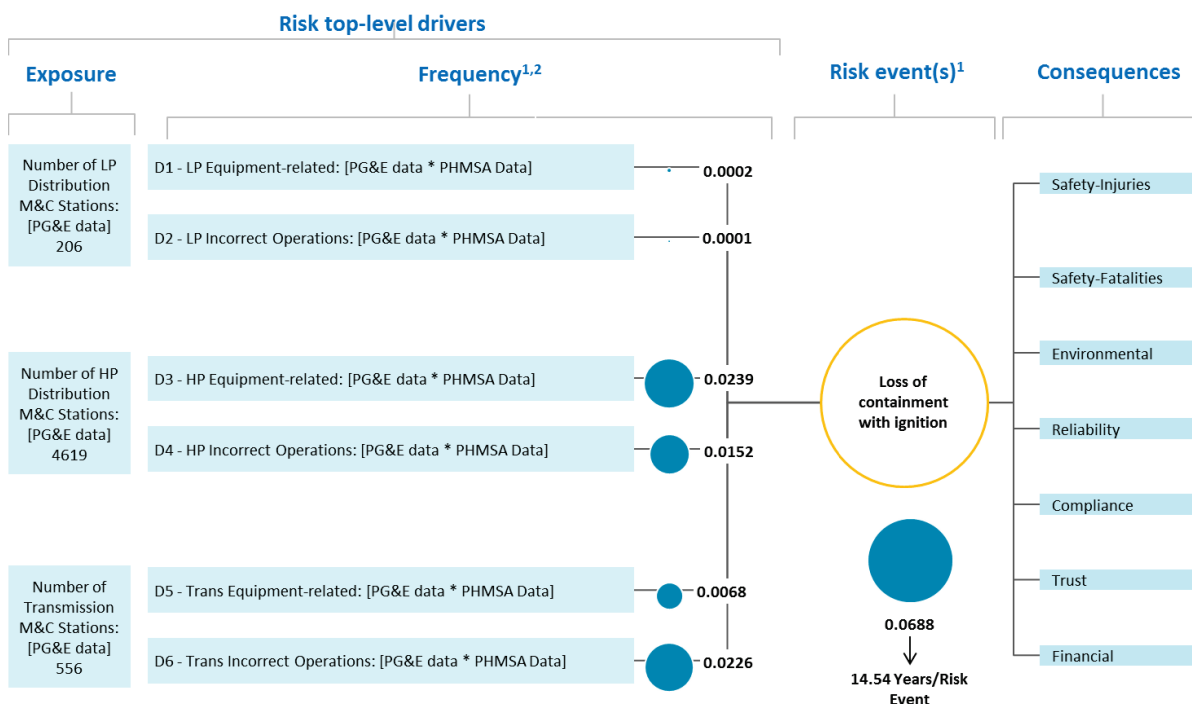 Risk top-level drivers
Exposure
Frequency1,2
Risk event(s)1
Consequences
Number of LP
Distribution
M&C Stations:
[PG&E data]
206
D1 - LP Equipment-related: [PG&E data * PHMSA Data]
0.0002
D2 - LP Incorrect Operations: [PG&E data * PHMSA Data]
0.0001
Number of HP
Distribution
M&C Stations:
[PG&E data]
4619
D3 - HP Equipment-related: [PG&E data * PHMSA Data]
0.0239
D4 - HP Incorrect Operations: [PG&E data * PHMSA Data]
0.0152
Number of
Transmission
M&C Stations:
[PG&E data]
556
D5 - Trans Equipment-related: [PG&E data * PHMSA Data]
0.0068
D6 - Trans Incorrect Operations: [PG&E data * PHMSA Data]
0.0226
Loss of
containment
with ignition
0.0688
14.54 Years/Risk
Event
Safety-Injuries
Safety-Fatalities
Environmental
Reliability
Compliance
Trust
Financial